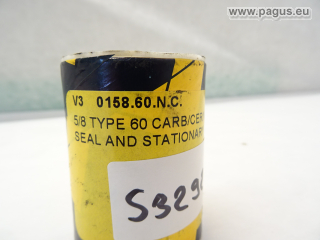 www.pagus.eu
V3 0158.60.N.C.
5/8 TYPE 60 CARB/CER
SEAL AND STATIONAR
S329